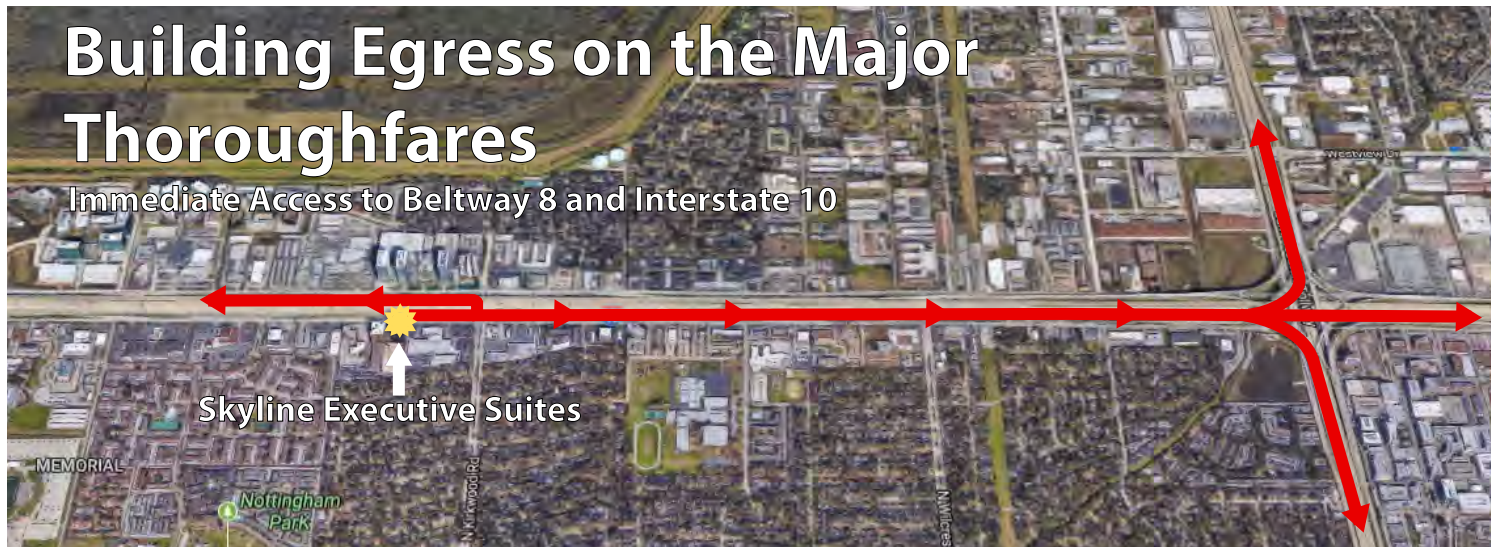 Building Egress on the Major
Thoroughfares
Immediate Access to Beltway 8 and Interstate 10
Westview Dr
Skyline Executive Suites
MEMORIAL
Nottingham
Park
N Kirkwood Rd
N Wilcres